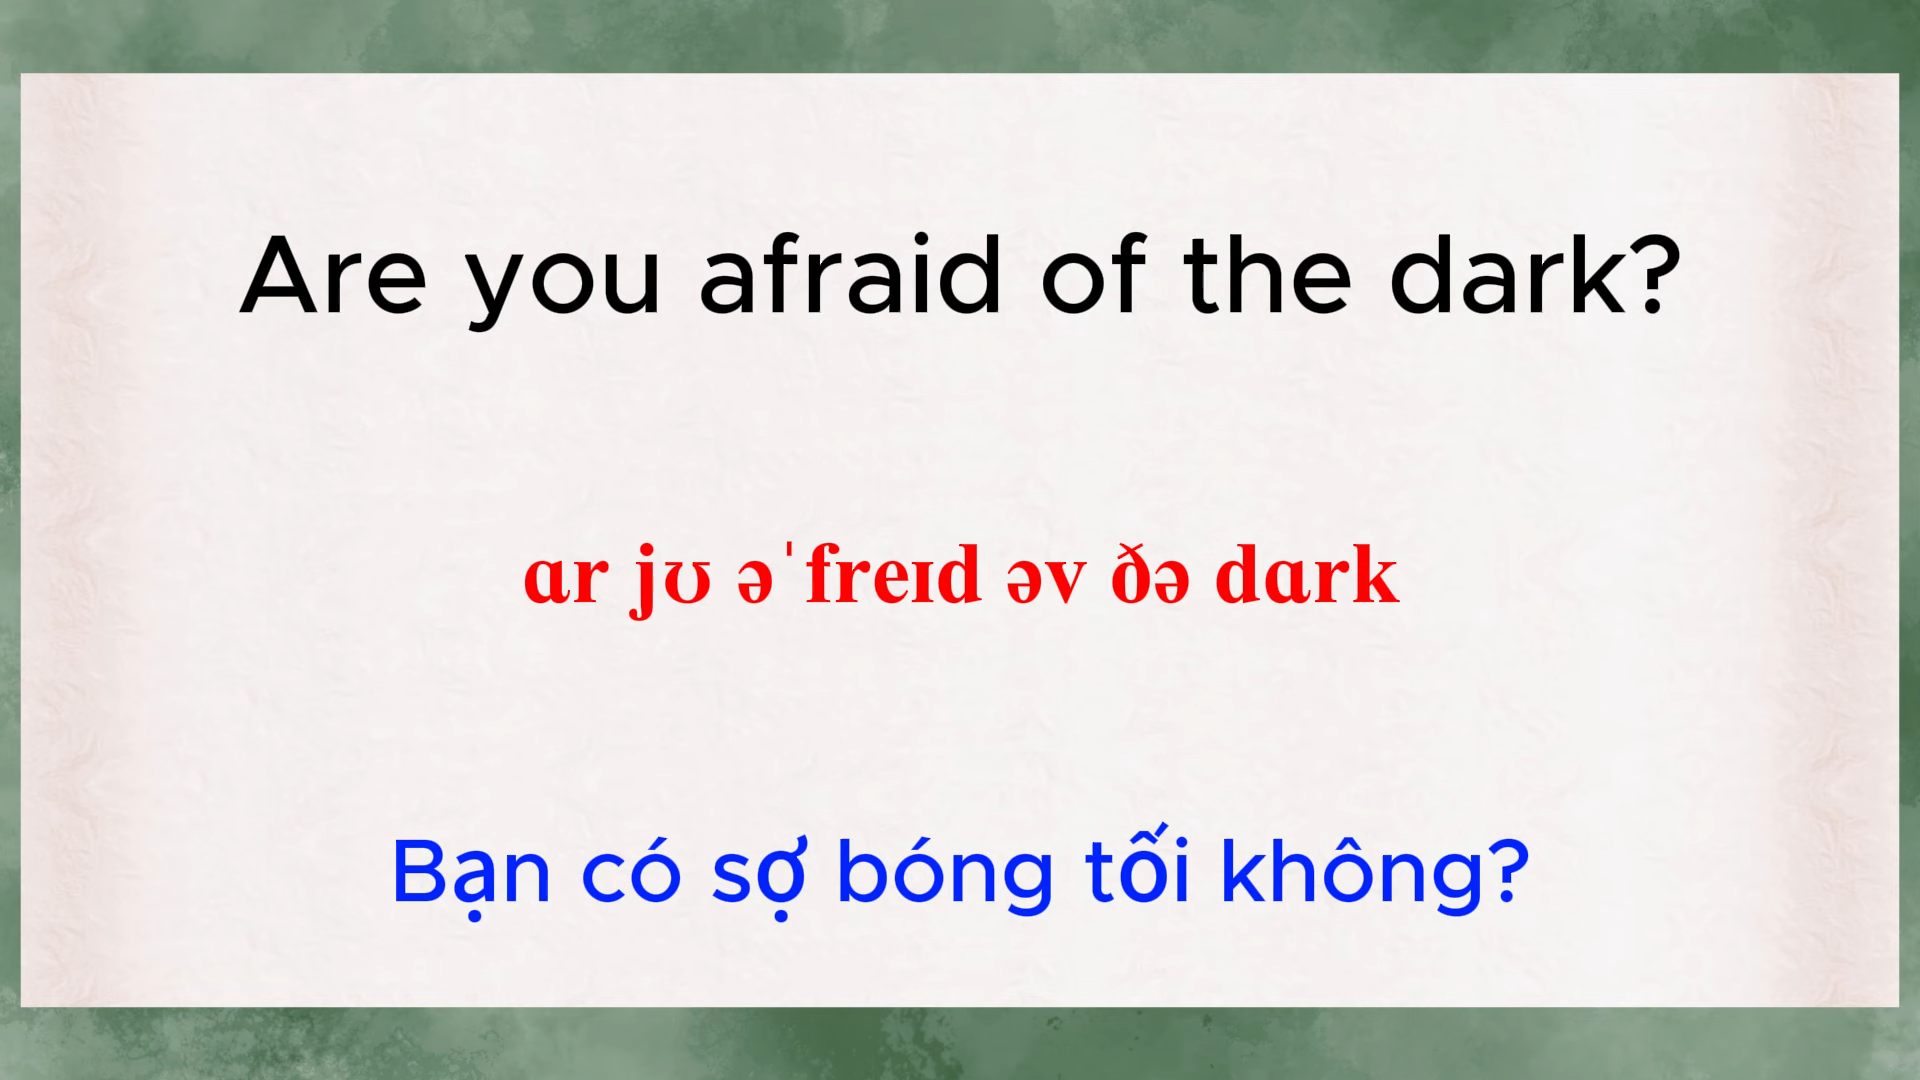 Are you afraid of the dark?
ɑr jʊ əˈfreɪd əv ðə dɑrk
Bạn có sợ bóng tối không?